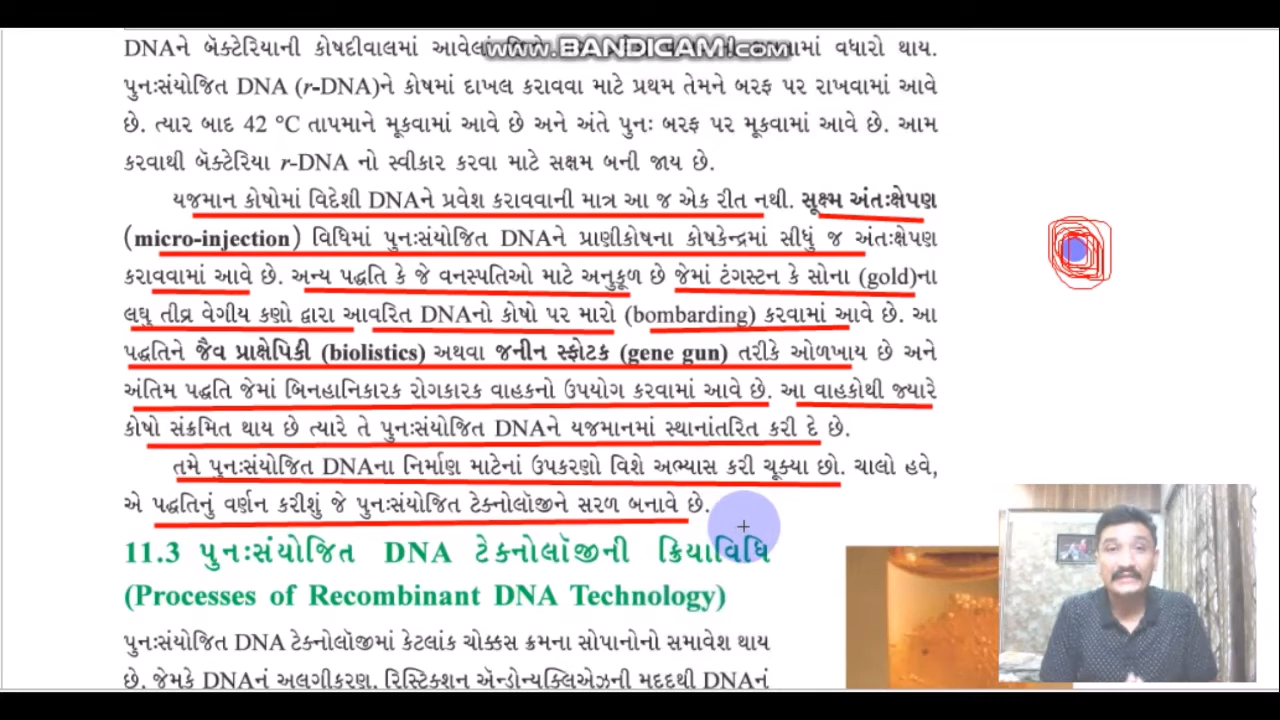 www.BANDICAM.com
DNAને બૅક્ટેરિયાની કોષદીવાલમાં આવેલાં વધારો થાય.
પુનઃસંયોજિત DNA (r-DNA)ને કોષમાં દાખલ કરાવવા માટે પ્રથમ તેમને બરફ પર રાખવામાં આવે
છે. ત્યાર બાદ 42 °C તાપમાને મૂકવામાં આવે છે અને અંતે પુનઃ બરફ પર મૂકવામાં આવે છે. આમ
કરવાથી બૅક્ટેરિયા r-DNA નો સ્વીકાર કરવા માટે સક્ષમ બની જાય છે.
યજમાન કોષોમાં વિદેશી DNAને પ્રવેશ કરાવવાની માત્ર આ જ એક રીત નથી. સૂક્ષ્મ અંતઃક્ષેપણ
(micro-injection) વિધિમાં પુનઃસંયોજિત DNAને પ્રાણીકોષના કોષકેન્દ્રમાં સીધું જ અંતઃક્ષેપણ
કરાવવામાં આવે છે. અન્ય પદ્ધતિ કે જે વનસ્પતિઓ માટે અનુકૂળ છે જેમાં ટંગસ્ટન કે સોના (gold)ના
લઘુ તીવ્ર વેગીય કણો દ્વારા આવરિત DNAનો કોષો પર મારો (bombarding) કરવામાં આવે છે. આ
પદ્ધતિને જૈવ પ્રાક્ષેપિકી (biolistics) અથવા જનીન સ્ફોટક (gene gun) તરીકે ઓળખાય છે અને
અંતિમ પદ્ધતિ જેમાં બિનહાનિકારક રોગકારક વાહકનો ઉપયોગ કરવામાં આવે છે. આ વાહકોથી જ્યારે
કોષો સંક્રમિત થાય છે ત્યારે તે પુનઃસંયોજિત DNAને યજમાનમાં સ્થાનાંતરિત કરી દે છે.
તમે પુનઃસંયોજિત DNAના નિર્માણ માટેનાં ઉપકરણો વિશે અભ્યાસ કરી ચૂક્યા છો. ચાલો હવે,
એ પદ્ધતિનું વર્ણન કરીશું જે પુનઃસંયોજિત ટેક્નોલૉજીને સરળ બનાવે છે.
11.3 પુનઃસંયોજિત DNA ટેકનોલૉજીની ક્રિયાવિધિ
(Processes of Recombinant DNA Technology)
પુનઃસંયોજિત DNA ટેક્નોલૉજીમાં કેટલાંક ચોક્કસ ક્રમના સોપાનોનો સમાવેશ થાય
છે, જેમકે DNAનું અલગીકરણ, રિસ્ટ્રિક્શન ઍન્ડોન્યુક્લિએઝની મદદથી DNAનું